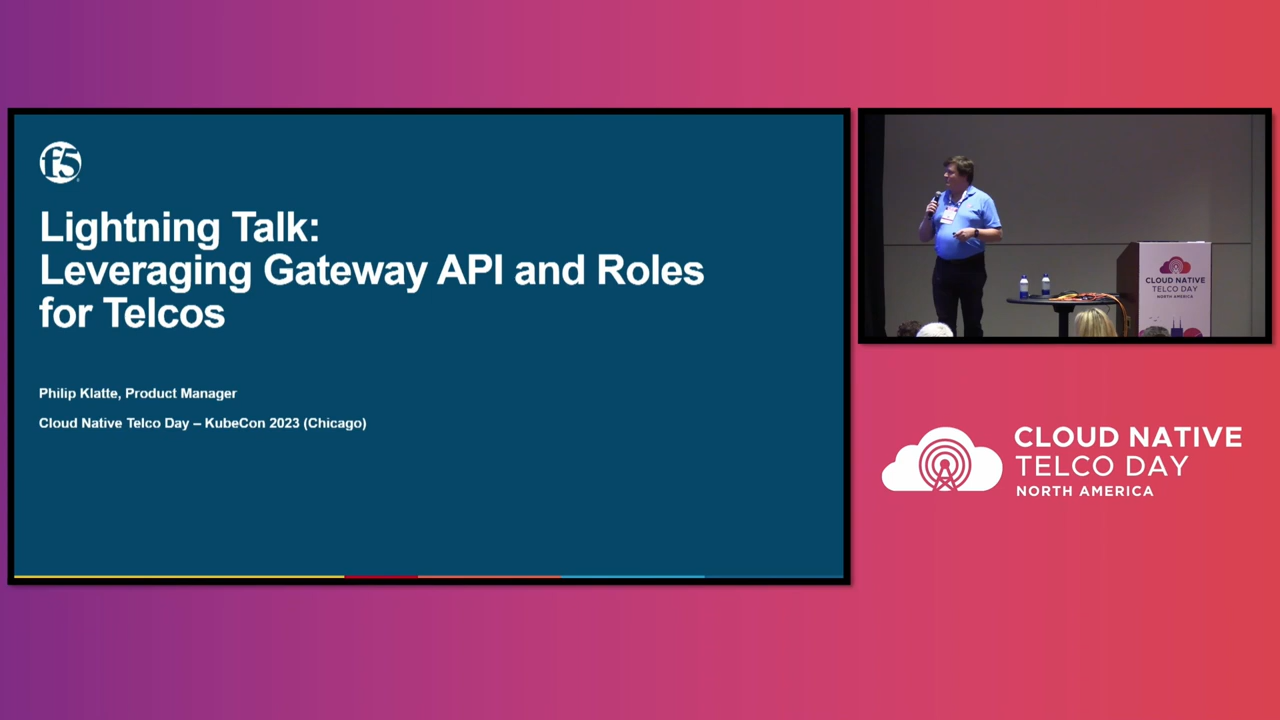 f5
Lightning Talk:
Leveraging Gateway API and Roles
for Telcos
Philip Klatte, Product Manager
Cloud Native Telco Day – KubeCon 2023 (Chicago)
CLOUD NATIVE
TELCO DAY
NORTH AMERICA
CLOUD NATIVE
TELCO DAY
NORTH AMERICA